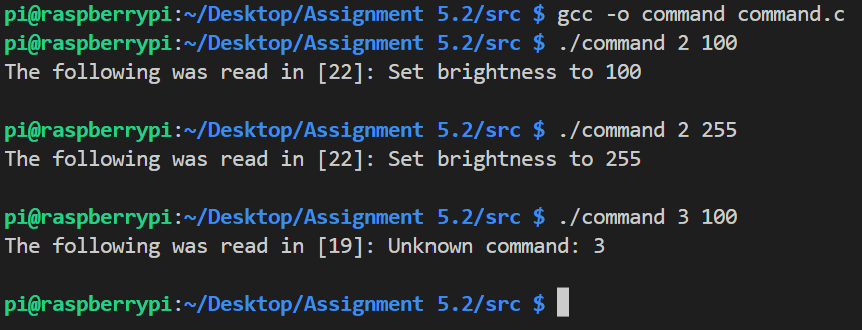 pi@raspberrypi:~/Desktop/Assignment 5.2/src $ gcc -o command command.c
pi@raspberrypi:~/Desktop/Assignment 5.2/src $ ./command 2 100
The following was read in [22]: Set brightness to 100
pi@raspberrypi:~/Desktop/Assignment 5.2/src $ ./command 2 255
The following was read in [22]: Set brightness to 255
pi@raspberrypi:~/Desktop/Assignment 5.2/src $ ./command 3 100
The following was read in [19]: Unknown command: 3
pi@raspberrypi:~/Desktop/Assignment 5.2/src $